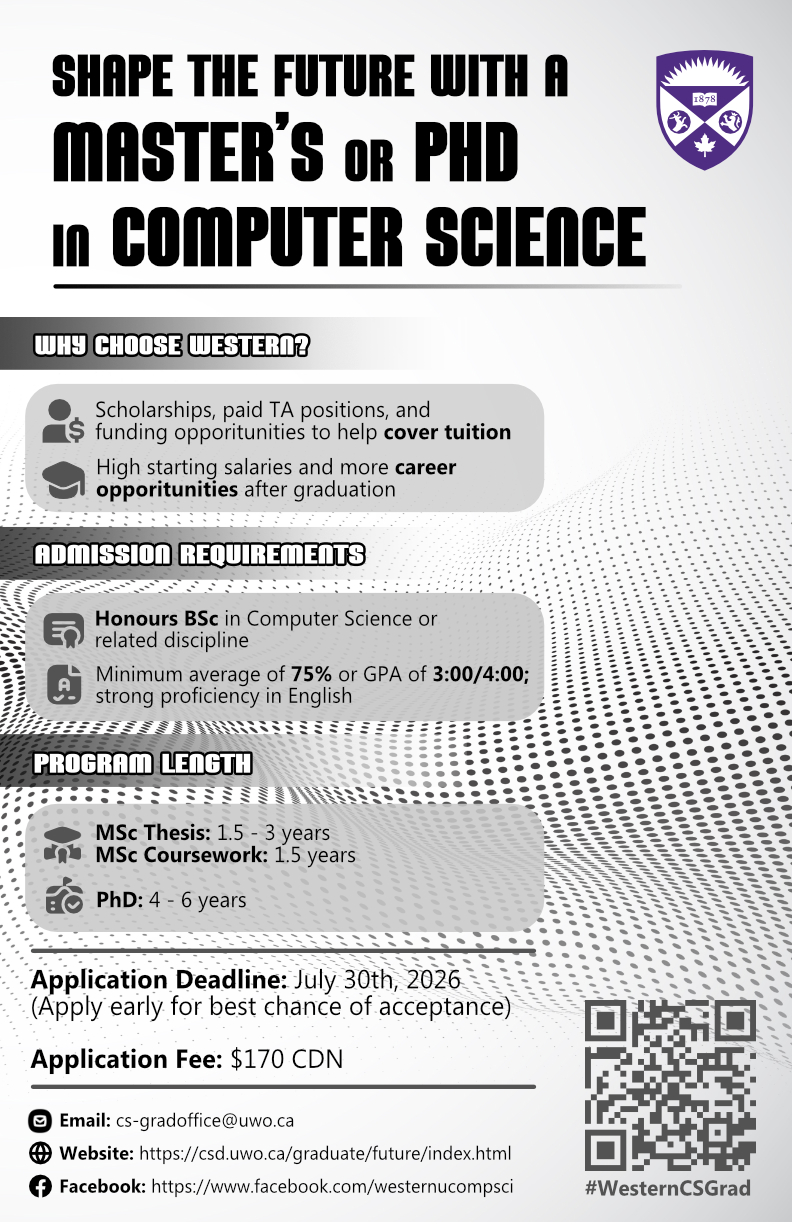 SHAPE THE FUTURE WITH A
MASTER'S OR PHD
IN COMPUTER SCIENCE
1878
WHY CHOOSE WESTERN?
Scholarships, paid TA positions, and
funding opporitunities to help cover tuition
High starting salaries and more career
opporitunities after graduation
ADMISSION REQUIREMENTS
Honours BSc in Computer Science or
related discipline
Minimum average of 75% or GPA of 3:00/4:00;
strong proficiency in English
PROGRAM LENGTH
MSc Thesis: 1.5 - 3 years
MSc Coursework: 1.5 years
PhD: 4 - 6 years
Application Deadline: July 30th, 2026
(Apply early for best chance of acceptance)
Application Fee: $170 CDN
Email: cs-gradoffice@uwo.ca
Website: https://csd.uwo.ca/graduate/future/index.html
Facebook: https://www.facebook.com/westernucompsci
#WesternCSGrad